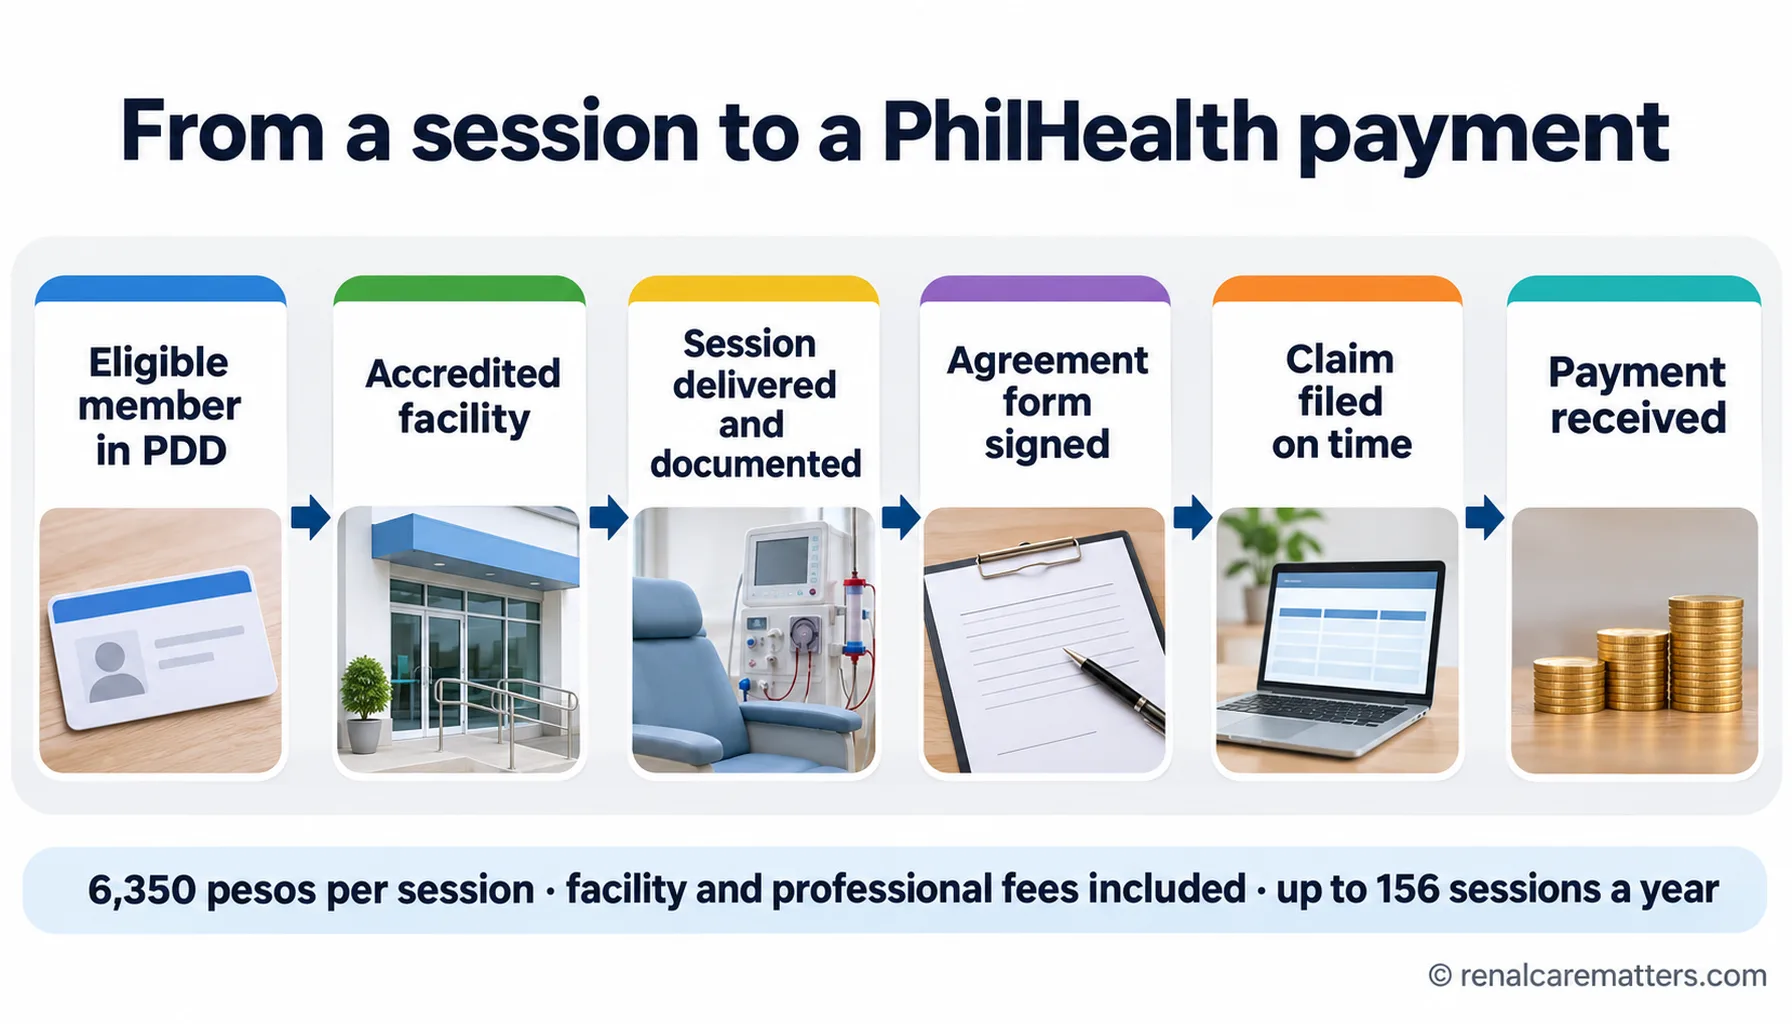 From a session to a PhilHealth payment
Eligible
member
in PDD
Accredited
facility
Session
delivered
and
documented
Agreement
form
signed
Claim
filed
on time
Payment
received
6,350 pesos per session · facility and professional fees included · up to 156 sessions a year
© renalcarematters.com